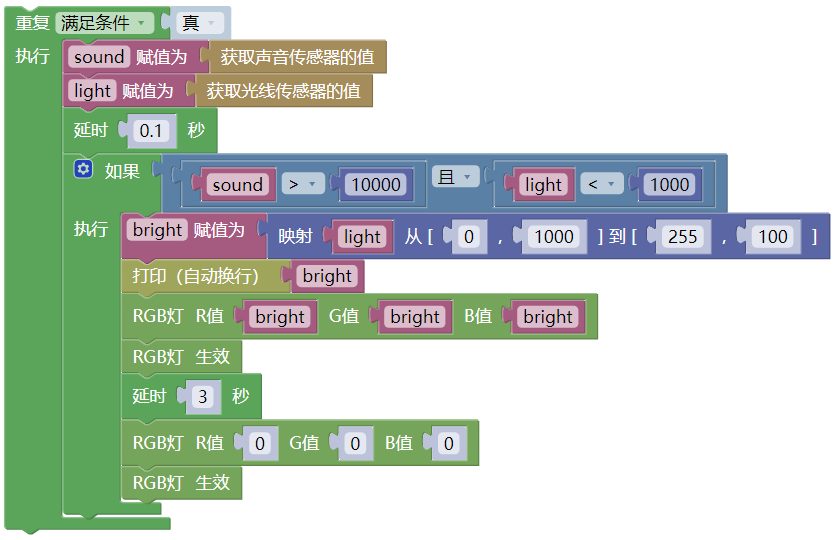 重复 满足条件 真
执行 sound 赋值为 获取声音传感器的值
light 赋值为 获取光线传感器的值
延时 0.1 秒
如果 sound > 10000 且 light < 1000
执行 bright 赋值为 映射 light 从 [ 0 , 1000 ] 到 [ 255 , 100 ]
打印（自动换行） bright
RGB灯 R值 bright G值 bright B值 bright
RGB灯 生效
延时 3 秒
RGB灯 R值 0 G值 0 B值 0
RGB灯 生效